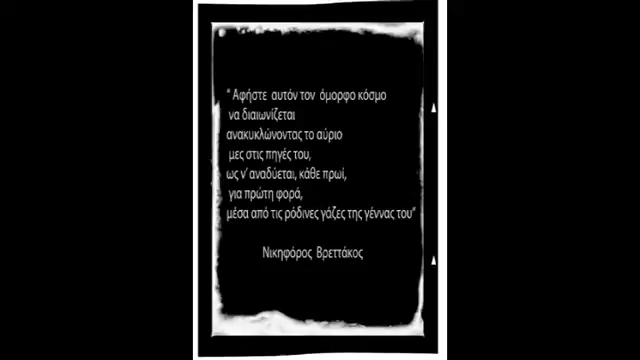 “ Αφήστε αυτόν τον όμορφο κόσμο
να διαιωνίζεται
ανακυκλώνοντας το αύριο
μες στις πηγές του,
ως ν’ αναδύεται, κάθε πρωί,
για πρώτη φορά,
μέσα από τις ρόδινες γάζες της γέννας του“
Νικηφόρος Βρεττάκος